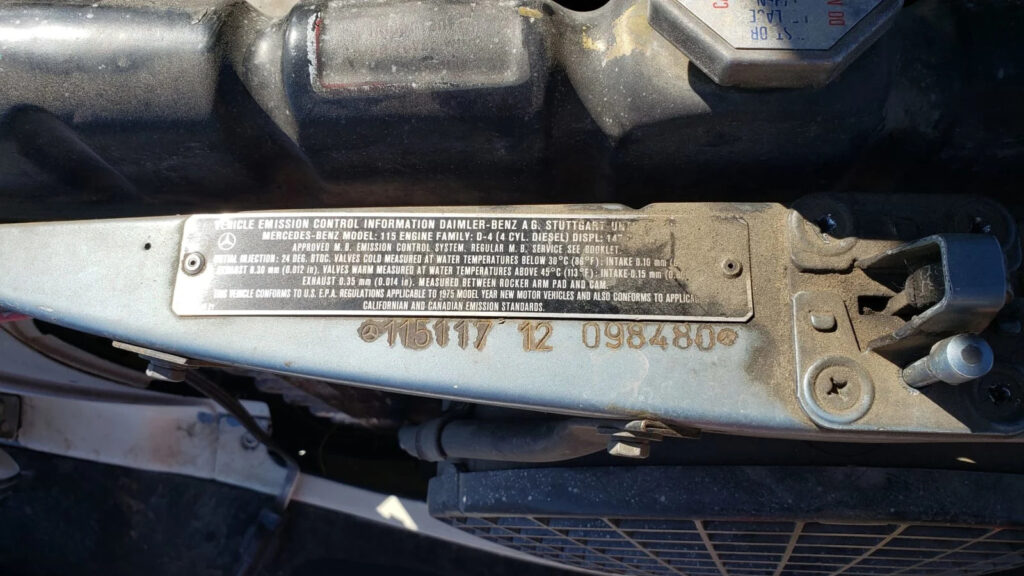 VEHICLE EMISSION CONTROL INFORMATION DAIMLER-BENZ A G. STUTTGART
MERCEDES-BENZ MODEL: 115 ENGINE FAMILY: D-4 (4 CYL. DIESEL) DISPL:
APPROVED M. B. EMISSION CONTROL SYSTEM. REGULAR M. B. SERVICE SEE BOOKLET.
INITIAL INJECTION: 24 DEG. BTDC. VALVES COLD MEASURED AT WATER TEMPERATURES BELOW 30°C (86°F): INTAKE 0.10 mm
EXHAUST 0.30 mm (0.012 in). VALVES WARM MEASURED AT WATER TEMPERATURES ABOVE 45°C (113°F): INTAKE-0.15 mm
EXHAUST 0.35 mm (0.014 in). MEASURED BETWEEN ROCKER ARM PAD AND CAM.
THIS VEHICLE CONFORMS TO U.S. E.P.A. REGULATIONS APPLICABLE TO 1975 MODEL YEAR NEW MOTOR VEHICLES AND ALSO CONFORMS TO
CALIFORNIAN AND CANADIAN EMISSION STANDARDS.
115117 12 098480